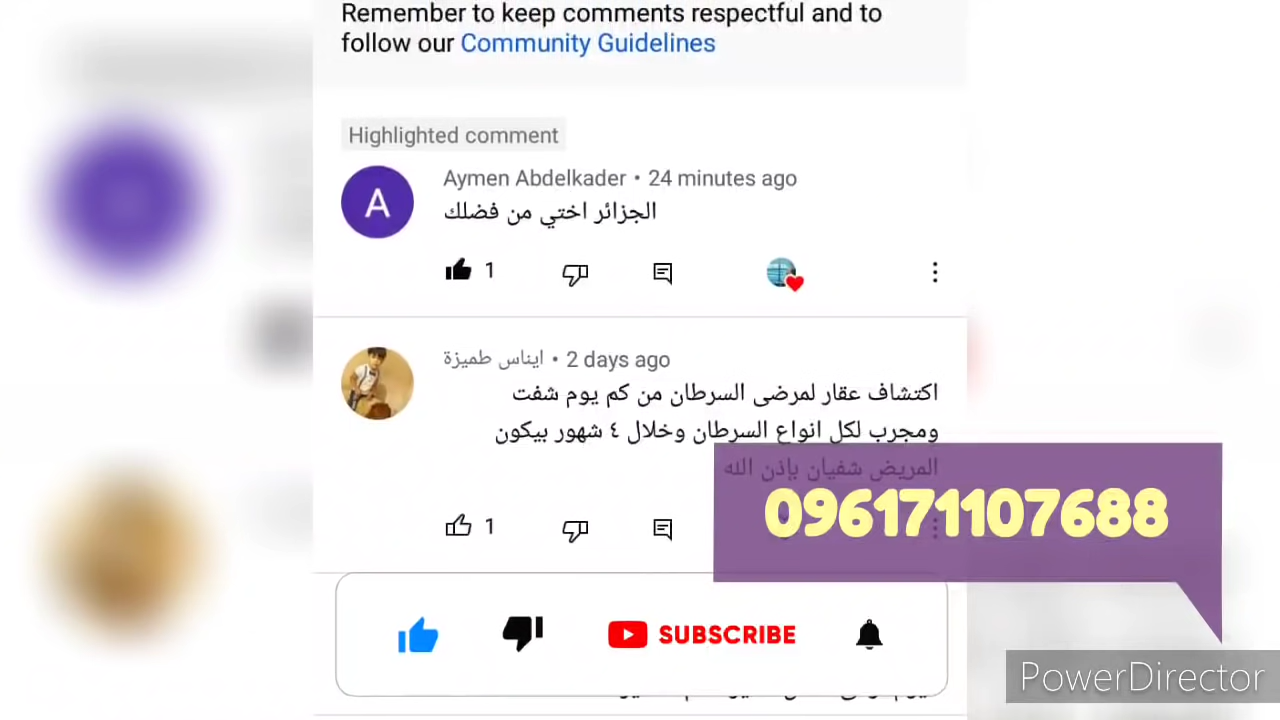 Remember to keep comments respectful and to
follow our Community Guidelines
Highlighted comment
A
Aymen Abdelkader • 24 minutes ago
الجزائر اختي من فضلك
1
ايناس طميزة • 2 days ago
اكتشاف عقار لمرضى السرطان من كم يوم شفت
ومجرب لكل انواع السرطان وخلال ٤ شهور بيكون
المريض شفيان بإذن الله
096171107688
1
SUBSCRIBE
PowerDirector